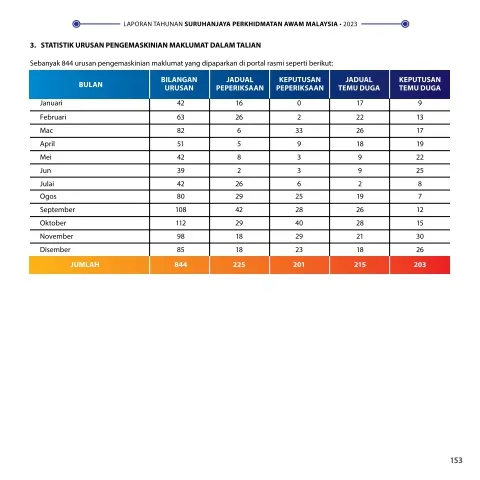 LAPORAN TAHUNAN SURUHANJAYA PERKHIDMATAN AWAM MALAYSIA • 2023
3. STATISTIK URUSAN PENGEMASKINIAN MAKLUMAT DALAM TALIAN
Sebanyak 844 urusan pengemaskinian maklumat yang dipaparkan di portal rasmi seperti berikut:
BULAN BILANGAN URUSAN JADUAL PEPERIKSAAN KEPUTUSAN PEPERIKSAAN JADUAL TEMU DUGA KEPUTUSAN TEMU DUGA
Januari 42 16 0 17 9
Februari 63 26 2 22 13
Mac 82 6 33 26 17
April 51 5 9 18 19
Mei 42 8 3 9 22
Jun 39 2 3 9 25
Julai 42 26 6 2 8
Ogos 80 29 25 19 7
September 108 42 28 26 12
Oktober 112 29 40 28 15
November 98 18 29 21 30
Disember 85 18 23 18 26
JUMLAH 844 225 201 215 203
153